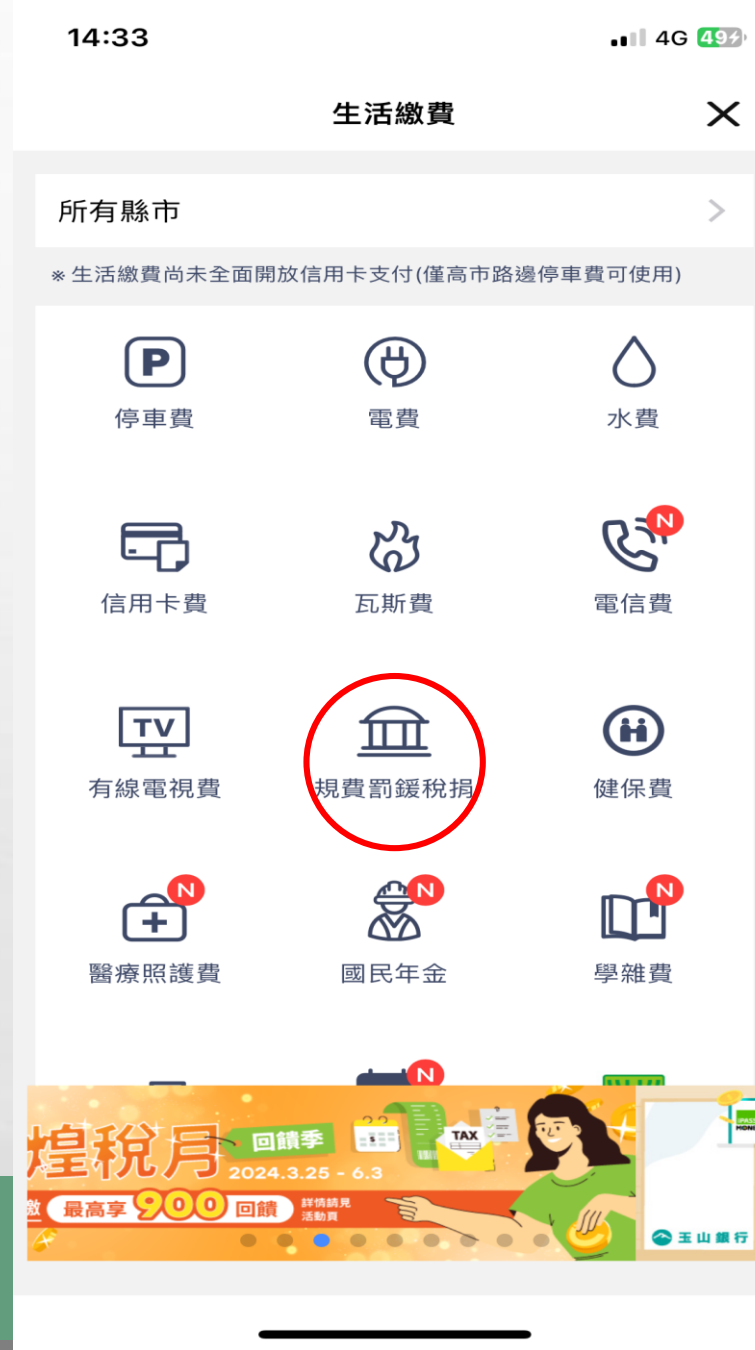 14:33 4G 49
生活繳費
所有縣市
※ 生活繳費尚未全面開放信用卡支付(僅高市路邊停車費可使用)
P
停車費 電費 水費
N
信用卡費 瓦斯費 電信費
TV
有線電視費 規費罰鍰稅捐 健保費
N N N
醫療照護費 國民年金 學雜費
N
煌稅月 回饋季 TAX
2024.3.25 - 6.3
繳 最高享 900 回饋 詳情請見
活動頁
玉山銀行